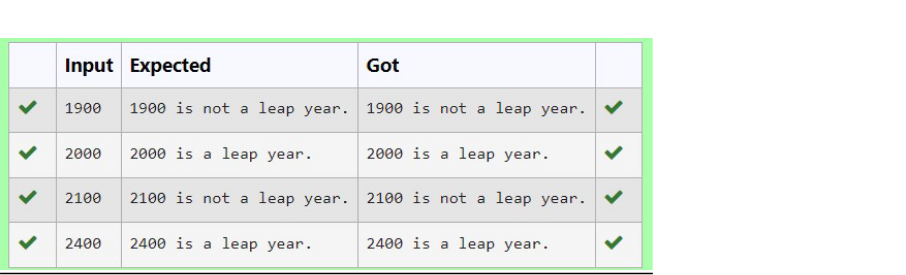 Input Expected Got
1900 1900 is not a leap year. 1900 is not a leap year.
2000 2000 is a leap year. 2000 is a leap year.
2100 2100 is not a leap year. 2100 is not a leap year.
2400 2400 is a leap year. 2400 is a leap year.